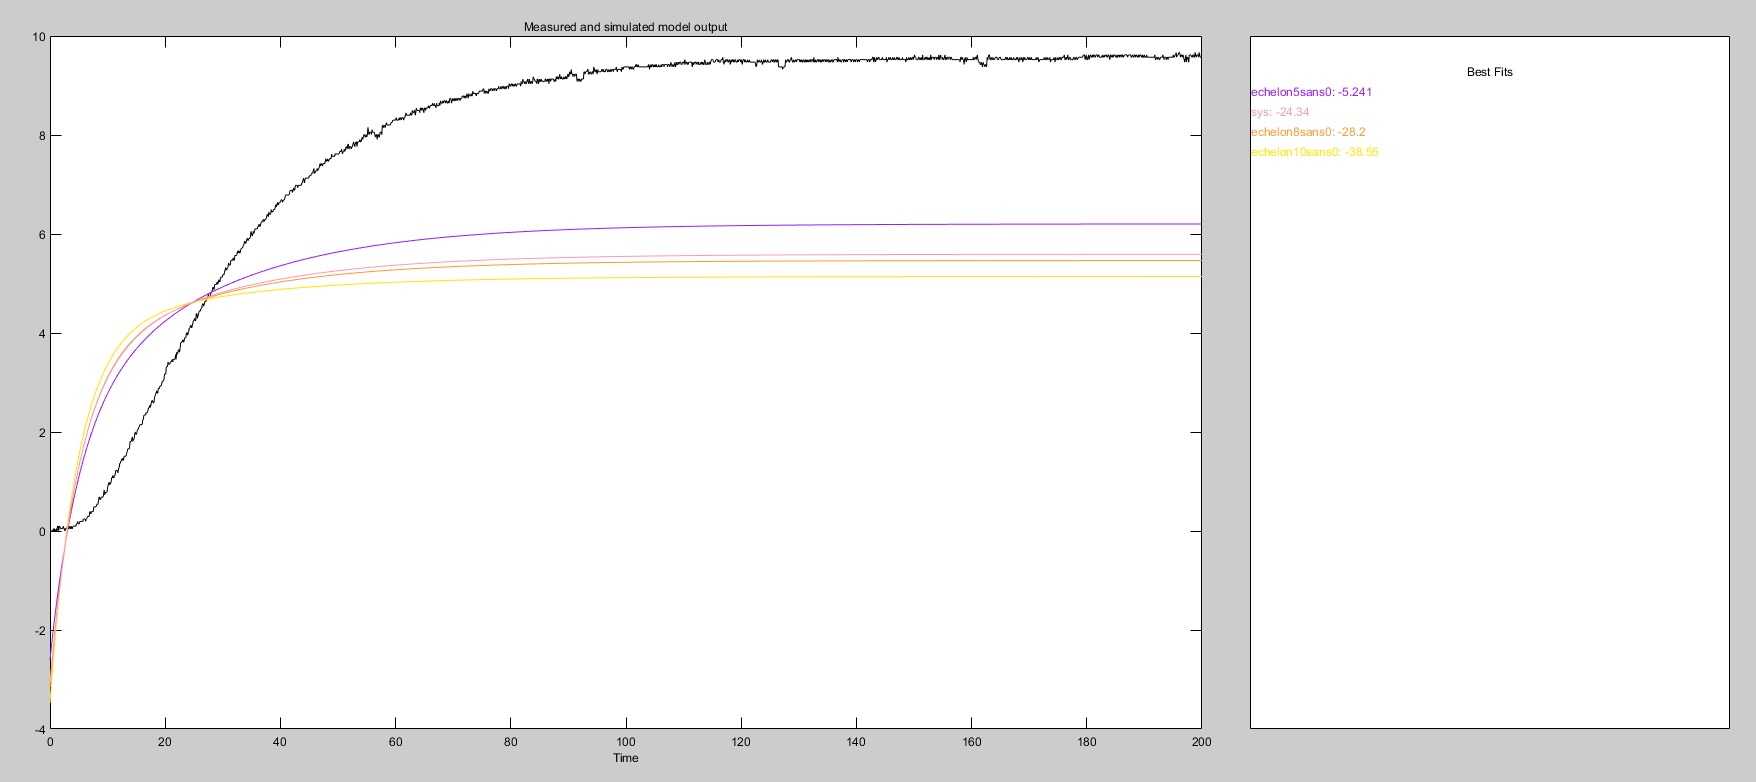 Measured and simulated model output
10
8
6
4
2
0
-2
-4
0 20 40 60 80 100 120 140 160 180 200
Time
Best Fits
echelon5sans0: -5.241
sys: -24.34
echelon8sans0: -28.2
echelon10sans0: -38.55